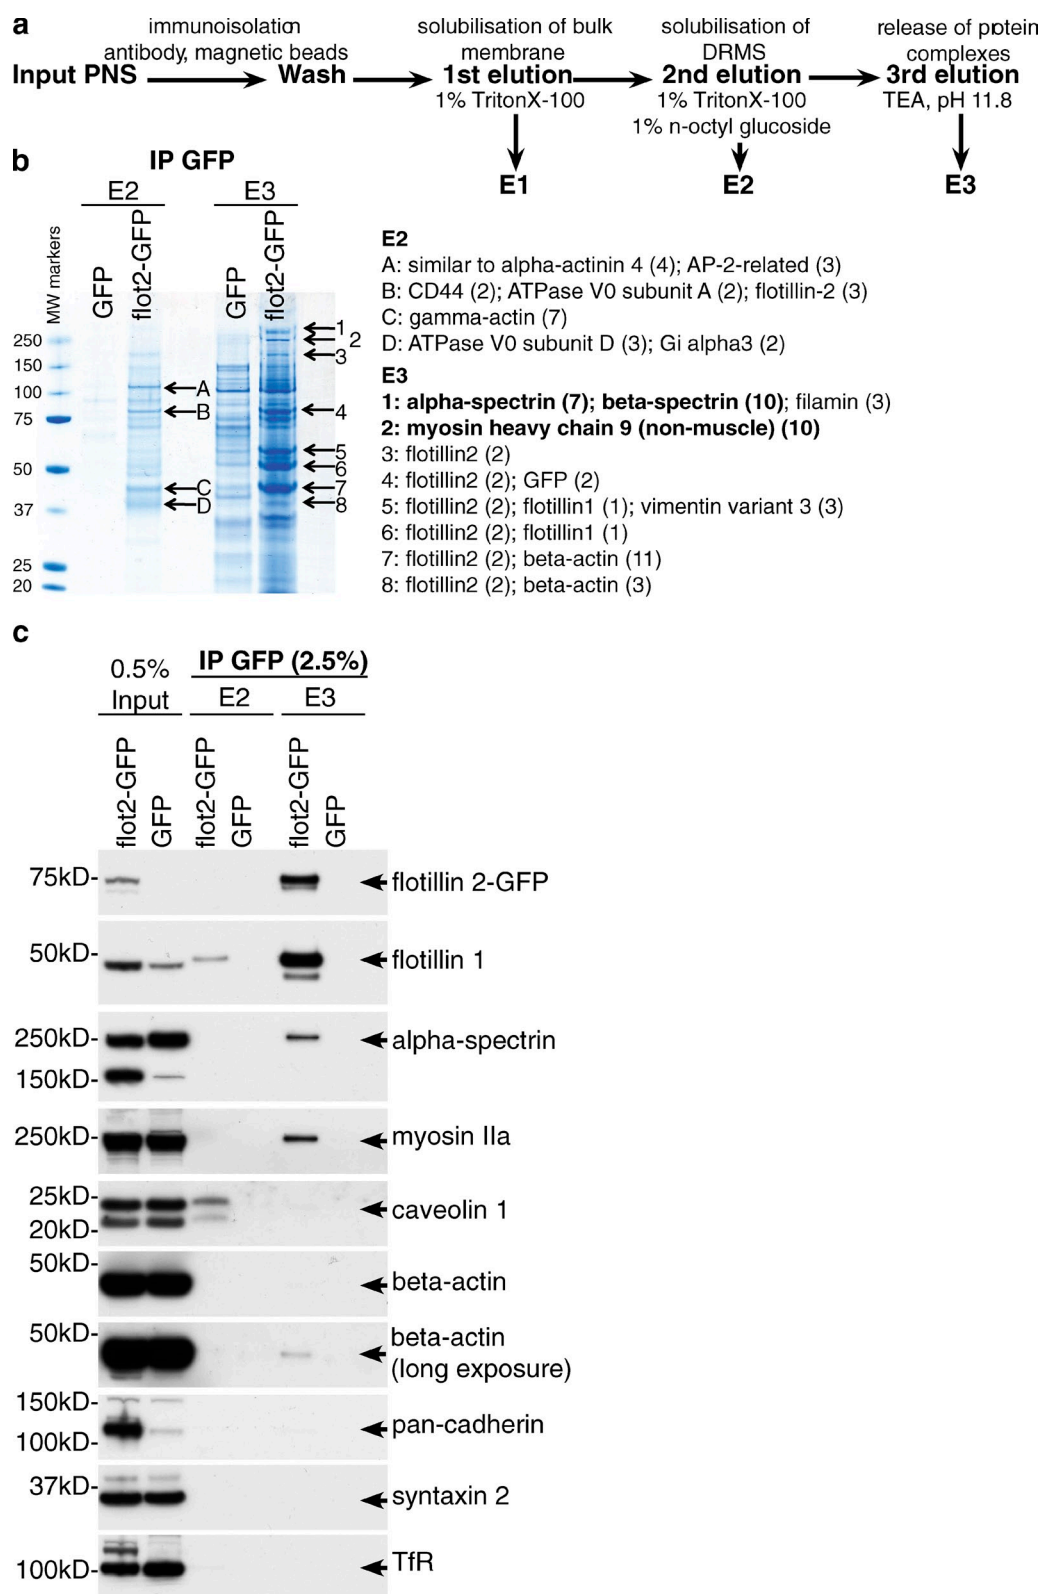 a
immunoisolation
antibody, magnetic beads
solubilisation of bulk
membrane
solubilisation of
DRMS
release of protein
complexes
Input PNS Wash 1st elution 2nd elution 3rd elution
1% TritonX-100
1% TritonX-100
1% n-octyl glucoside
TEA, pH 11.8
E1 E2 E3
b
IP GFP
E2 E3
MW markers
GFP
flot2-GFP
GFP
flot2-GFP
250
150
100
75
50
37
25
20
A
B
C
D
1
2
3
4
5
6
7
8
E2
A: similar to alpha-actinin 4 (4); AP-2-related (3)
B: CD44 (2); ATPase V0 subunit A (2); flotillin-2 (3)
C: gamma-actin (7)
D: ATPase V0 subunit D (3); Gi alpha3 (2)
E3
1: alpha-spectrin (7); beta-spectrin (10); filamin (3)
2: myosin heavy chain 9 (non-muscle) (10)
3: flotillin2 (2)
4: flotillin2 (2); GFP (2)
5: flotillin2 (2); flotillin1 (1); vimentin variant 3 (3)
6: flotillin2 (2); flotillin1 (1)
7: flotillin2 (2); beta-actin (11)
8: flotillin2 (2); beta-actin (3)
c
0.5%
Input
IP GFP (2.5%)
E2 E3
flot2-GFP
GFP
flot2-GFP
GFP
flot2-GFP
GFP
75kD- flotillin 2-GFP
50kD- flotillin 1
250kD- alpha-spectrin
150kD-
250kD- myosin IIa
25kD- caveolin 1
20kD-
50kD- beta-actin
50kD- beta-actin
(long exposure)
150kD- pan-cadherin
100kD-
37kD- syntaxin 2
100kD- TfR